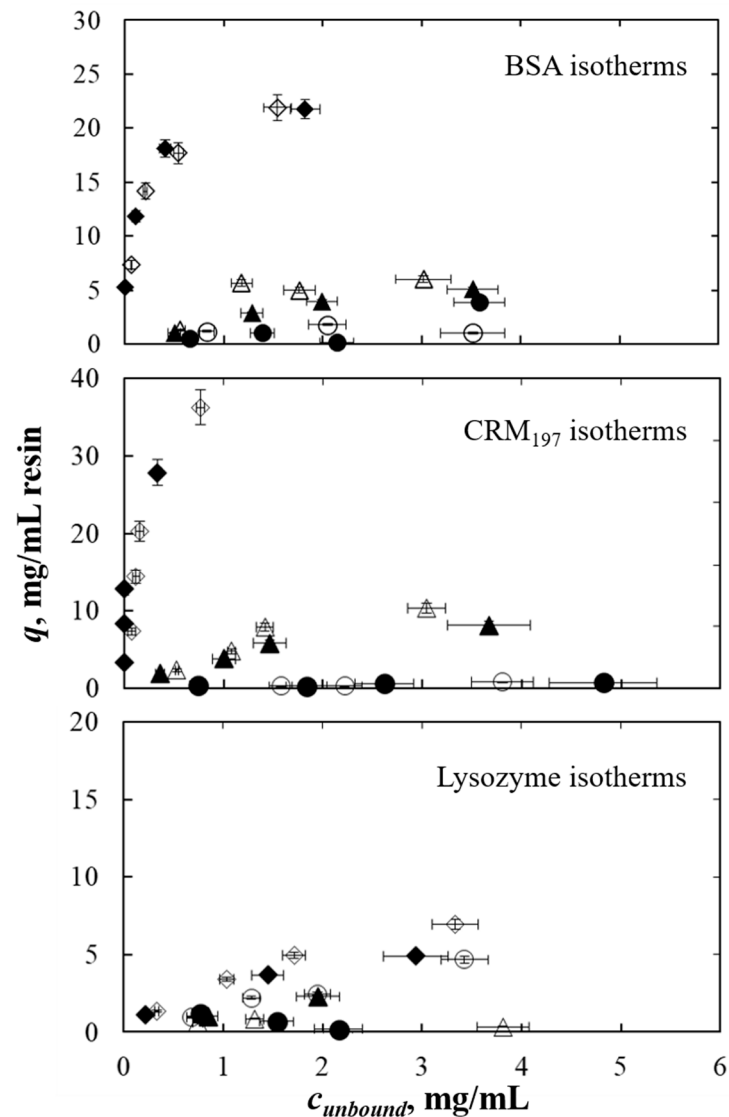 30
25
20
15
10
5
0
BSA isotherms
40
30
20
10
0
CRM197 isotherms
20
15
10
5
0
Lysozyme isotherms
0 1 2 3 4 5 6
q, mg/mL resin
cunbound, mg/mL